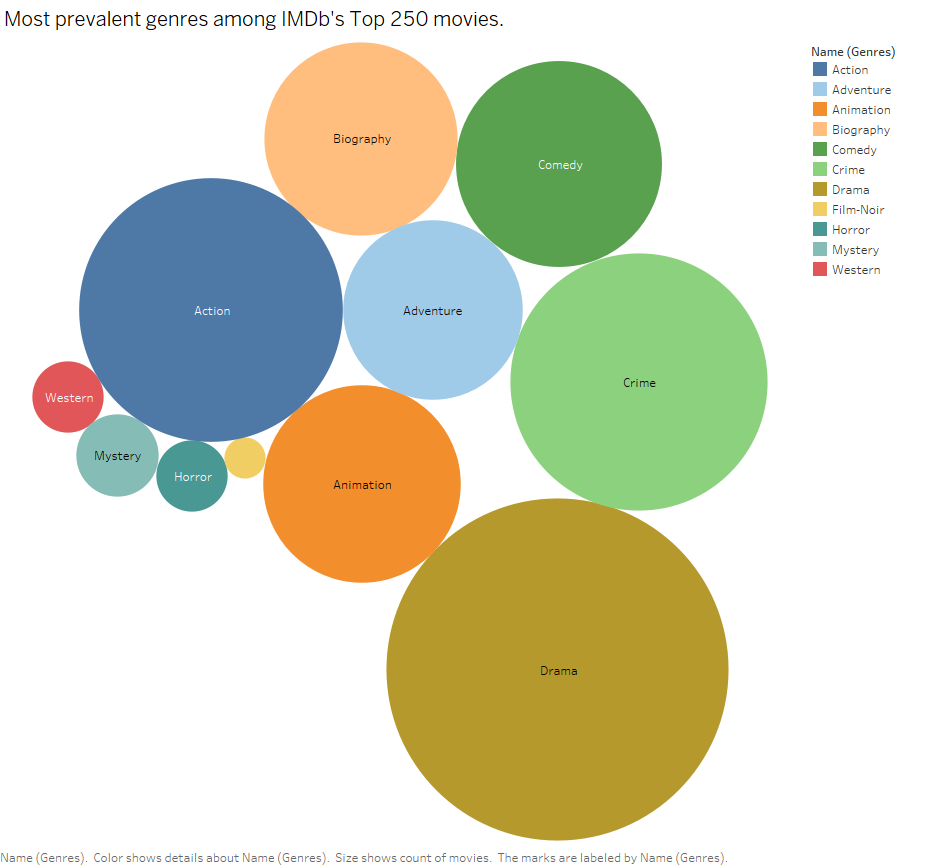 Most prevalent genres among IMDb's Top 250 movies.
Name (Genres)
Action
Adventure
Animation
Biography
Comedy
Crime
Drama
Film-Noir
Horror
Mystery
Western
Biography
Comedy
Action
Adventure
Crime
Western
Mystery
Horror
Animation
Drama
Name (Genres).  Color shows details about Name (Genres).  Size shows count of movies.  The marks are labeled by Name (Genres).